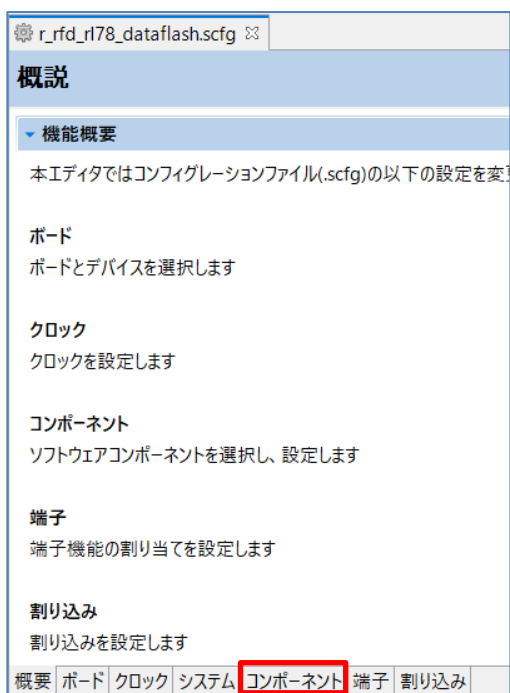 r_rfd_rl78_dataflash.scfg
概説
機能概要
本エディタではコンフィグレーションファイル(.scfg)の以下の設定を変
ボード
ボードとデバイスを選択します
クロック
クロックを設定します
コンポーネント
ソフトウェアコンポーネントを選択し、設定します
端子
端子機能の割り当てを設定します
割り込み
割り込みを設定します
概要 ボード クロック システム コンポーネント 端子 割り込み